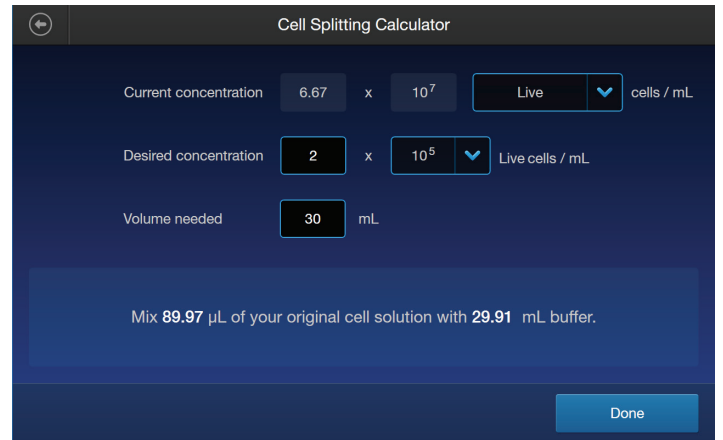 Cell Splitting Calculator
Current concentration 6.67 x 10⁷ Live cells / mL
Desired concentration 2 x 10⁵ Live cells / mL
Volume needed 30 mL
Mix 89.97 µL of your original cell solution with 29.91 mL buffer.
Done